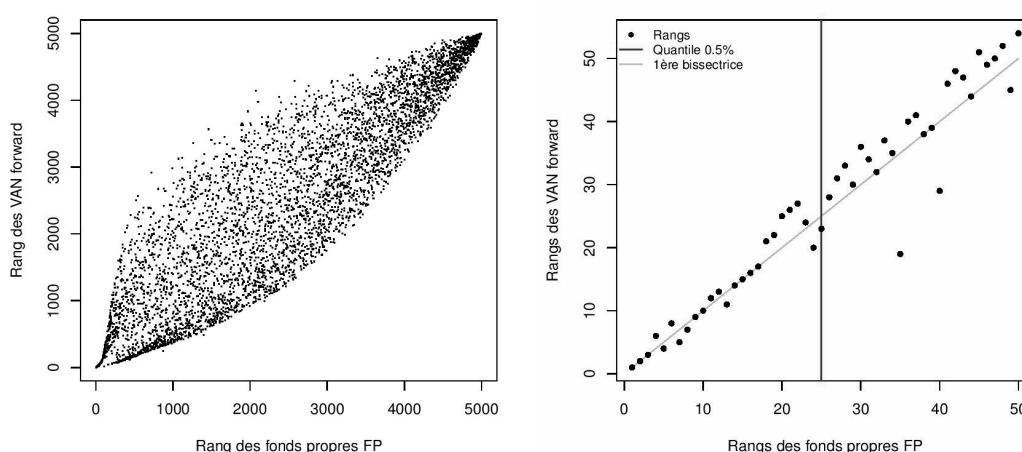 5000
4000
3000
2000
1000
0
Rang des VAN forward
0 1000 2000 3000 4000 5000
Rang des fonds propres FP
Rangs
Quantile 0.5%
1ère bissectrice
50
40
30
20
10
0
Rangs des VAN forward
0 10 20 30 40 50
Rangs des fonds propres FP